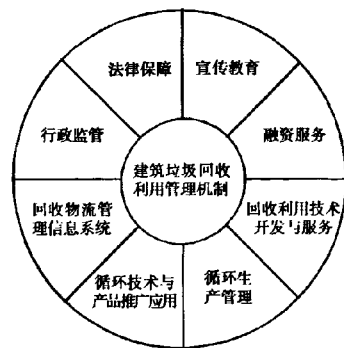 法律保障
宣传教育
行政监管
融资服务
建筑垃圾回收
利用管理机制
回收物流管
理信息系统
回收利用技术
开发与服务
循环技术与
产品推广应用
循环生
产管理